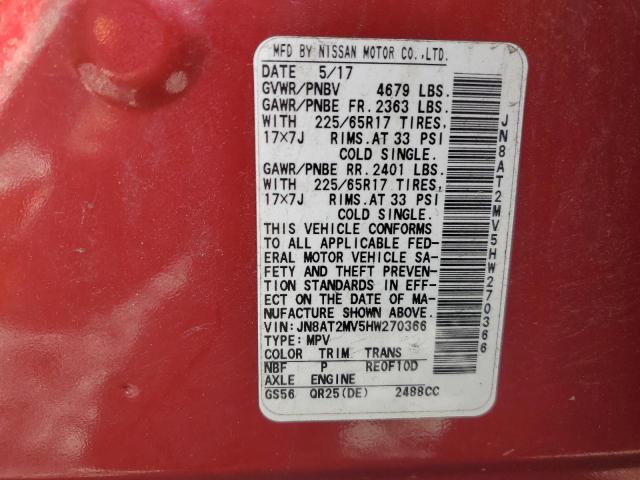 MFD BY NISSAN MOTOR CO.,LTD.
DATE 5/17
GVWR/PNBV 4679 LBS.
GAWR/PNBE FR. 2363 LBS.
WITH 225/65R17 TIRES,
17X7J RIMS.AT 33 PSI
COLD SINGLE.
GAWR/PNBE RR. 2401 LBS.
WITH 225/65R17 TIRES,
17X7J RIMS.AT 33 PSI
COLD SINGLE.
THIS VEHICLE CONFORMS
TO ALL APPLICABLE FED-
ERAL MOTOR VEHICLE SA-
FETY AND THEFT PREVEN-
TION STANDARDS IN EFF-
ECT ON THE DATE OF MA-
NUFACTURE SHOWN ABOVE.
VIN:JN8AT2MV5HW270366
TYPE:MPV
COLOR TRIM TRANS
NBF P RE0F10D
AXLE ENGINE
GS56 QR25(DE) 2488CC
JN8AT2MV5HW270366